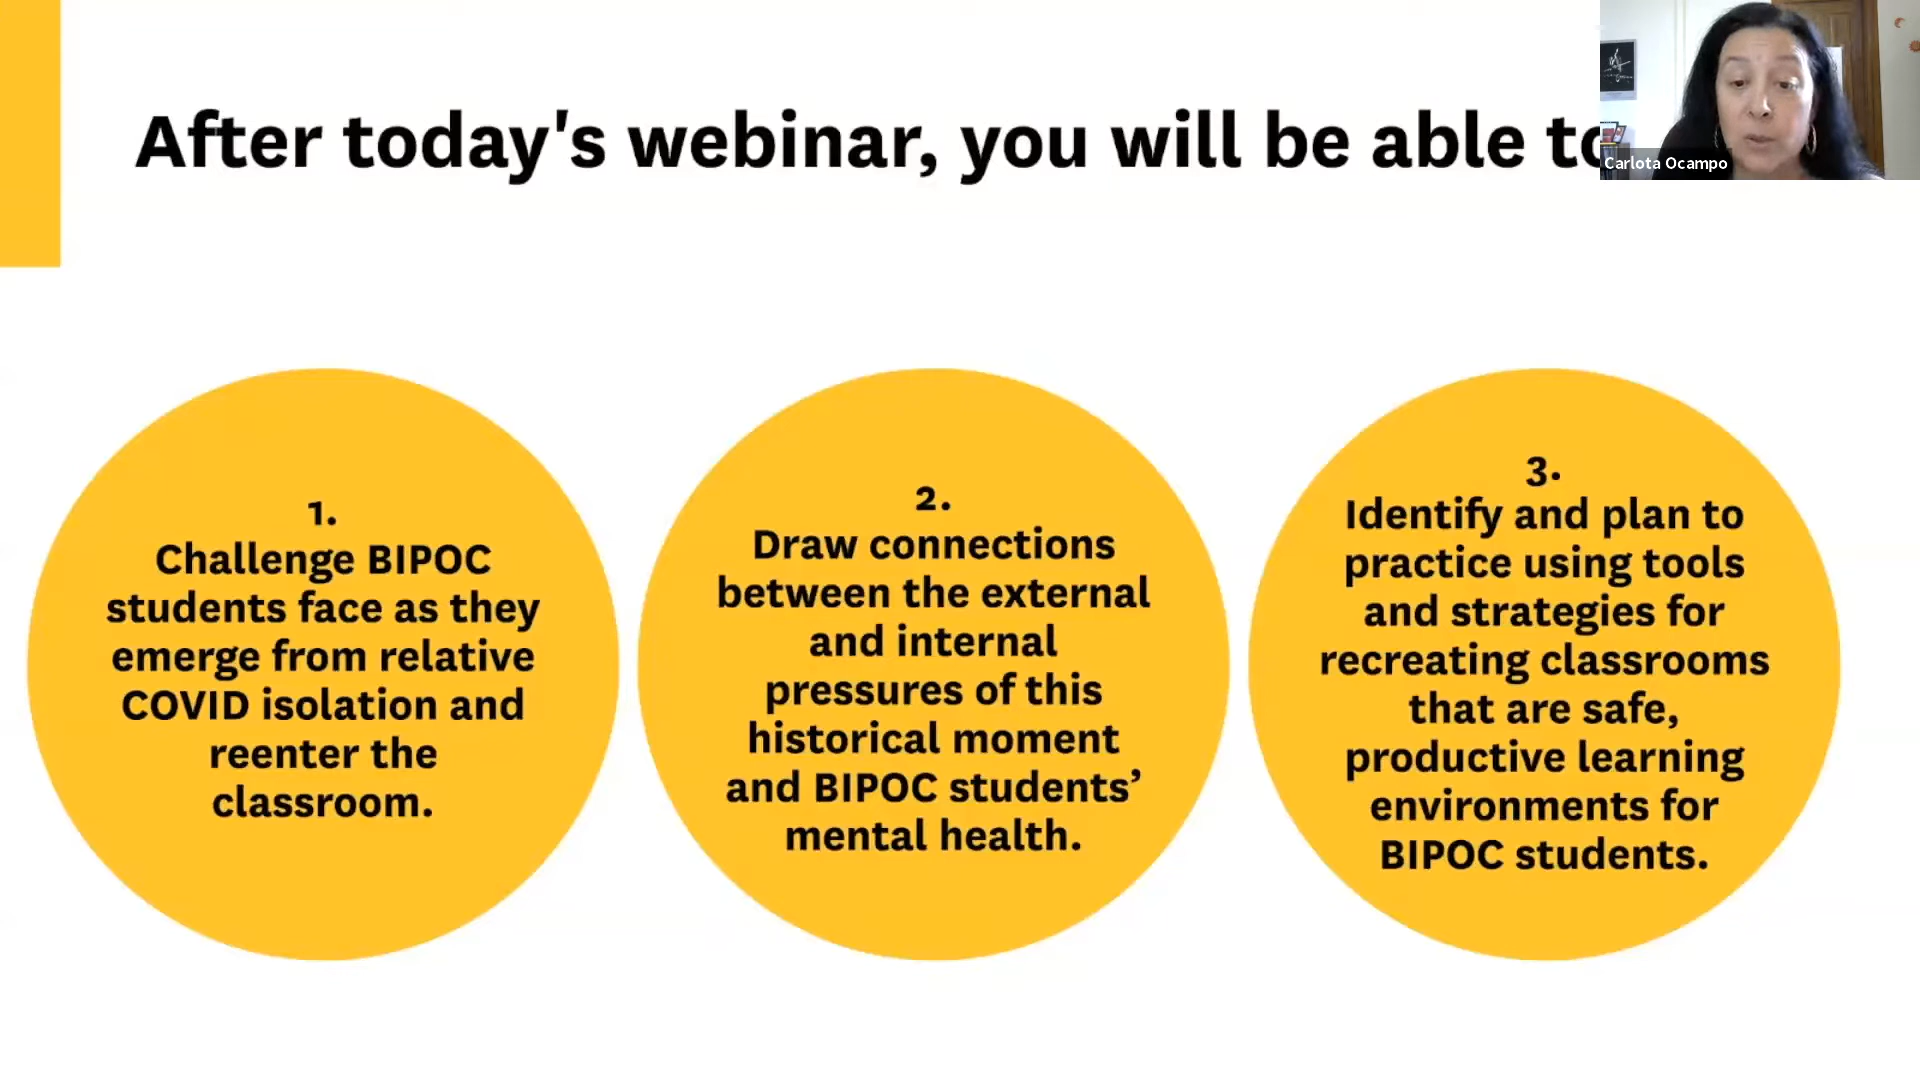 After today's webinar, you will be able to
Carlota Ocampo
1.
Challenge BIPOC
students face as they
emerge from relative
COVID isolation and
reenter the
classroom.
2.
Draw connections
between the external
and internal
pressures of this
historical moment
and BIPOC students’
mental health.
3.
Identify and plan to
practice using tools
and strategies for
recreating classrooms
that are safe,
productive learning
environments for
BIPOC students.